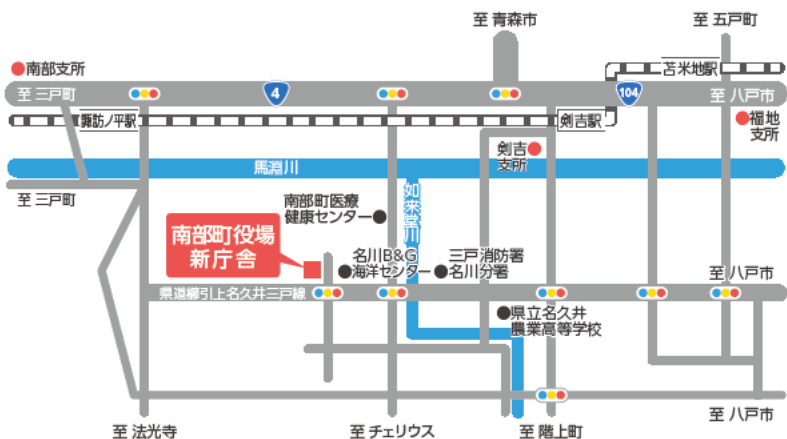 至 青森市
至 五戸町
南部支所
苫米地駅
至 三戸町
4
104
至 八戸市
諏訪ノ平駅
剣吉駅
福地
支所
剣吉
支所
馬淵川
至 三戸町
南部町医療
健康センター
如来堂川
南部町役場
新庁舎
名川B&G
海洋センター
三戸消防署
名川分署
至 八戸市
県道櫛引上名久井三戸線
県立名久井
農業高等学校
至 八戸市
至 法光寺
至 チェリウス
至 階上町